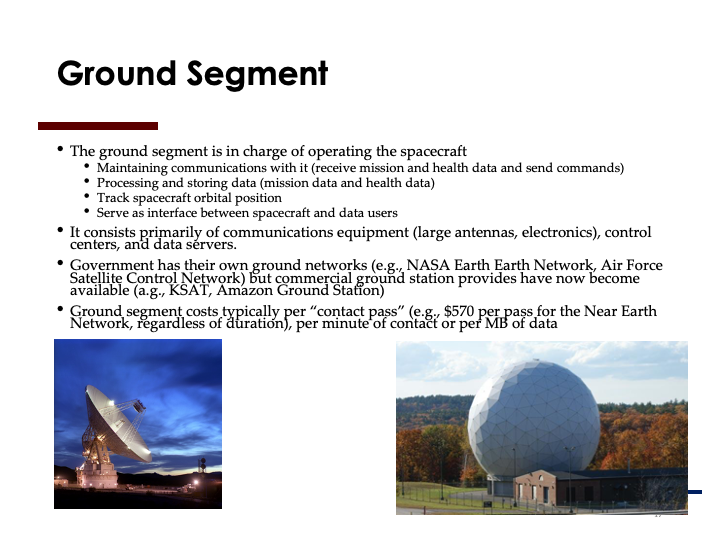 Ground Segment
• The ground segment is in charge of operating the spacecraft
• Maintaining communications with it (receive mission and health data and send commands)
• Processing and storing data (mission data and health data)
• Track spacecraft orbital position
• Serve as interface between spacecraft and data users
• It consists primarily of communications equipment (large antennas, electronics), control
centers, and data servers.
• Government has their own ground networks (e.g., NASA Earth Earth Network, Air Force
Satellite Control Network) but commercial ground station provides have now become
available (a.g., KSAT, Amazon Ground Station)
• Ground segment costs typically per “contact pass” (e.g., $570 per pass for the Near Earth
Network, regardless of duration), per minute of contact or per MB of data